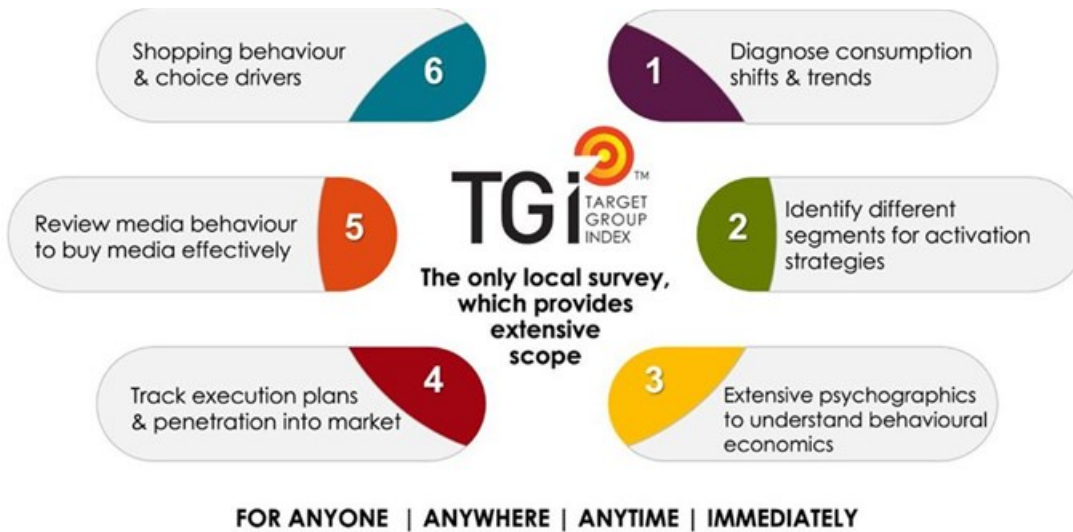 Shopping behaviour
& choice drivers
6
1
Diagnose consumption
shifts & trends
Review media behaviour
to buy media effectively
5
TGi
TM
TARGET
GROUP
INDEX
The only local survey,
which provides
extensive
scope
2
Identify different
segments for activation
strategies
Track execution plans
& penetration into market
4
3
Extensive psychographics
to understand behavioural
economics
FOR ANYONE | ANYWHERE | ANYTIME | IMMEDIATELY